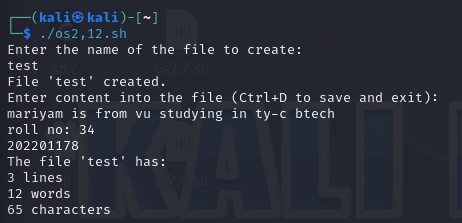 ┌──(kali㉿kali)-[~]
└─$ ./os2,12.sh
Enter the name of the file to create:
test
File 'test' created.
Enter content into the file (Ctrl+D to save and exit):
mariyam is from vu studying in ty-c btech
roll no: 34
202201178
The file 'test' has:
3 lines
12 words
65 characters